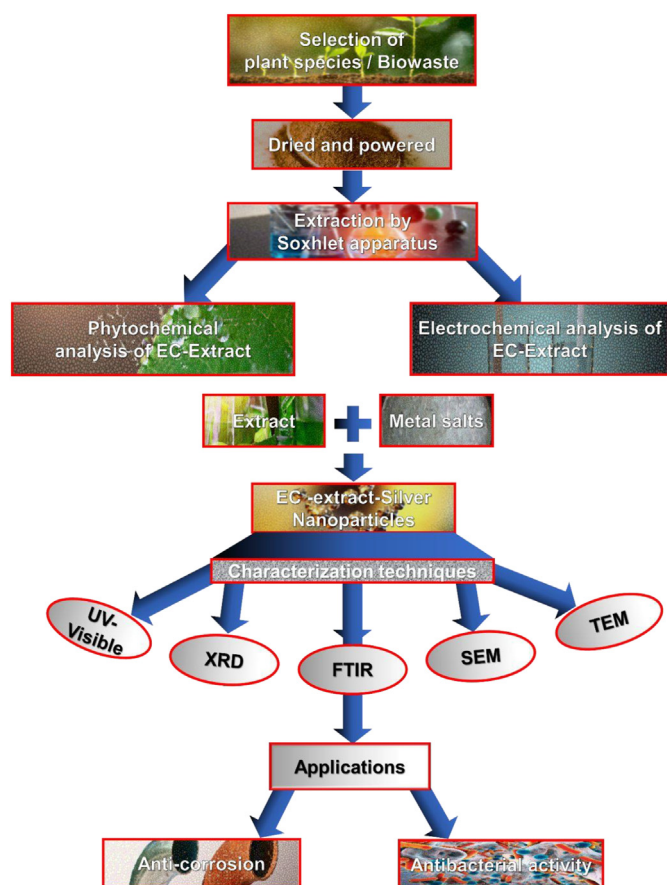 Selection of
plant species / Biowaste
Dried and powered
Extraction by
Soxhlet apparatus
Phytochemical
analysis of EC-Extract
Electrochemical analysis of
EC-Extract
Extract
Metal salts
EC -extract-Silver
Nanoparticles
Characterization techniques
UV-
Visible
XRD
FTIR
SEM
TEM
Applications
Anti-corrosion
Antibacterial activity